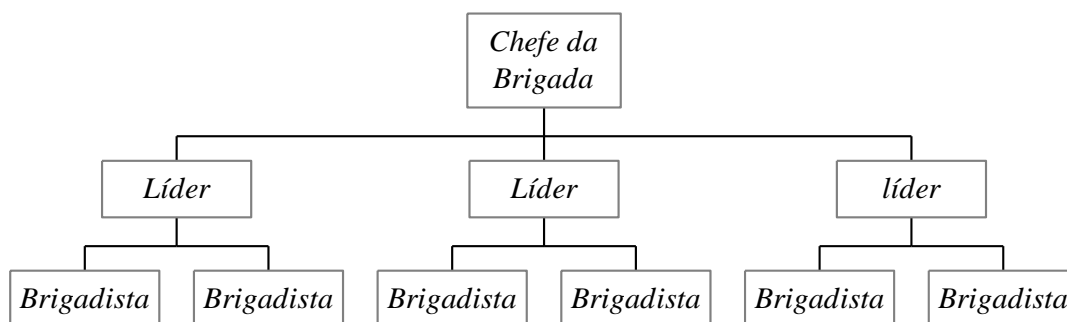 Chefe da
Brigada
Líder
Líder
líder
Brigadista
Brigadista
Brigadista
Brigadista
Brigadista
Brigadista